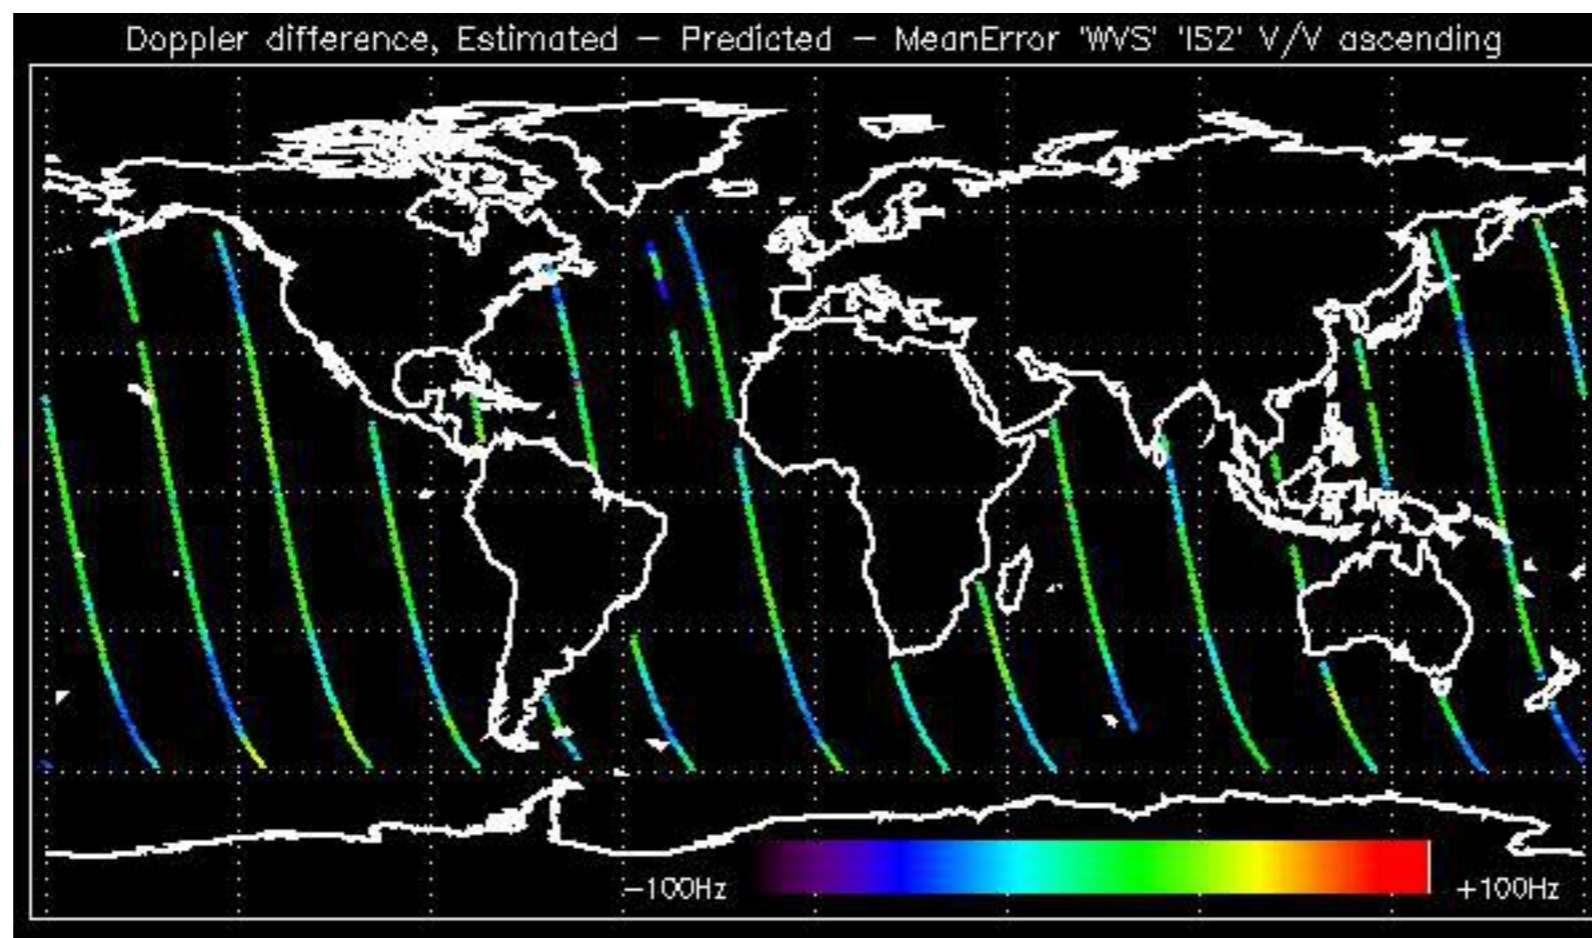 Doppler difference, Estimated – Predicted – MeanError 'WVS' 'IS2' V/V ascending
–100Hz +100Hz